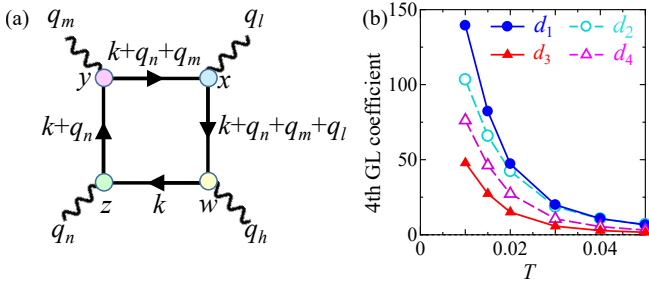 (a)
q_m
q_l
k+q_n+q_m
y
x
k+q_n
k+q_n+q_m+q_l
z
k
w
q_n
q_h
(b)
150
100
50
0
4th GL coefficient
d_1
d_2
d_3
d_4
0
0.02
0.04
T